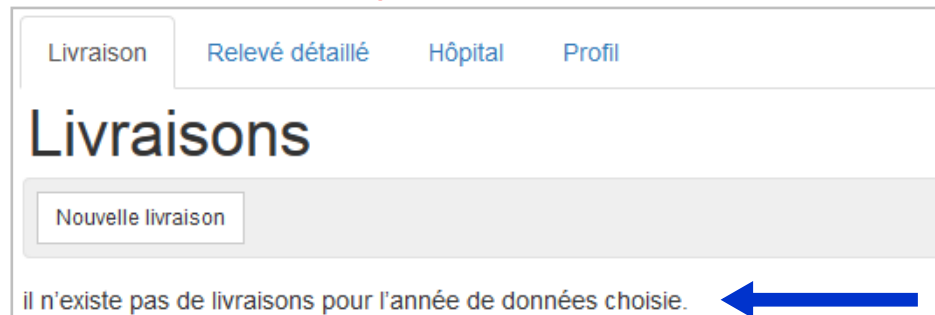 Livraison Relevé détaillé Hôpital Profil
Livraisons
Nouvelle livraison
il n’existe pas de livraisons pour l’année de données choisie.